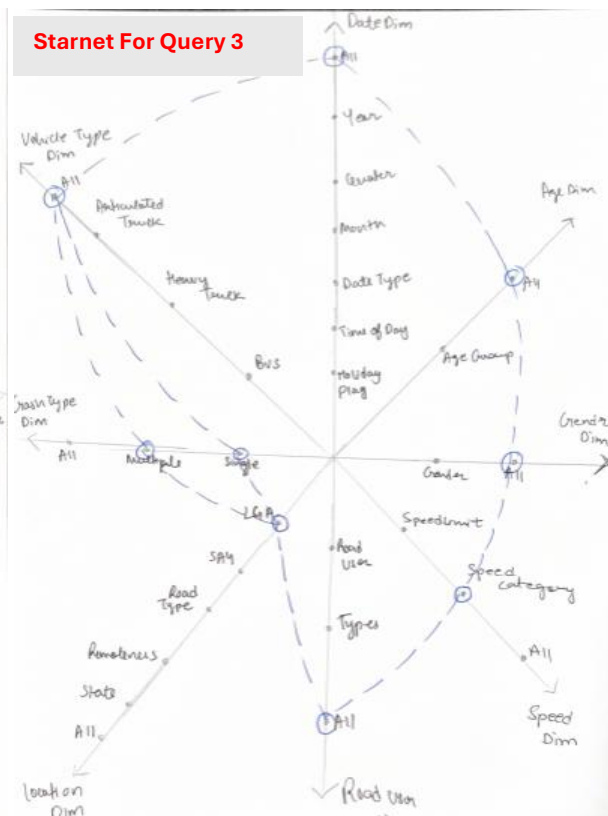 Starnet For Query 3
Date Dim
All
Year
Quater
Month
Date Type
Time of Day
Holiday
Flag
Vehicle Type
Dim
All
Articulated
Truck
Heavy
Truck
Bus
Age Dim
All
Age Group
Crash Type
Dim
All
Multiple
Single
Gender
Dim
Gender
All
LGA
SA4
Road
Type
Remoteness
State
All
Location
Dim
Road
User
Types
All
Road User
Speed Limit
Speed
Category
All
Speed
Dim